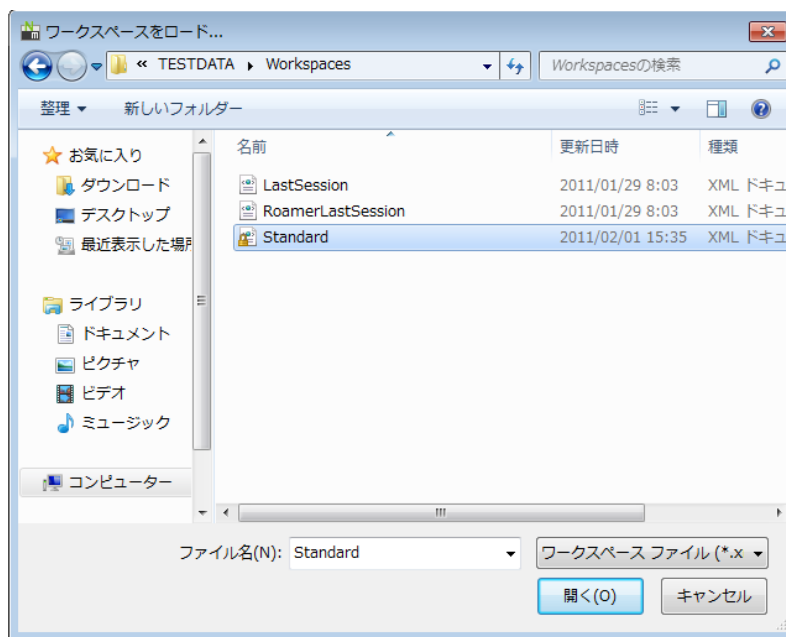 ワークスペースをロード...
« TESTDATA Workspaces Workspacesの検索
整理 新しいフォルダー
お気に入り
ダウンロード
デスクトップ
最近表示した場所
ライブラリ
ドキュメント
ピクチャ
ビデオ
ミュージック
コンピューター
名前 更新日時 種類
LastSession 2011/01/29 8:03 XML ドキュ
RoamerLastSession 2011/01/29 8:03 XML ドキュ
Standard 2011/02/01 15:35 XML ドキュ
ファイル名(N): Standard ワークスペース ファイル (*.x
開く(O) キャンセル